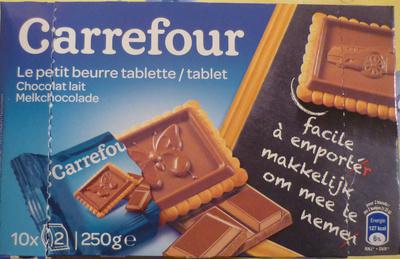 Carrefour
Le petit beurre tablette / tablet
Chocolat lait
Melkchocolade
facile
à emporter
makkelijk
om mee te
nemen
Carrefour
10x 2 250g e
Energie
127 kcal
6%